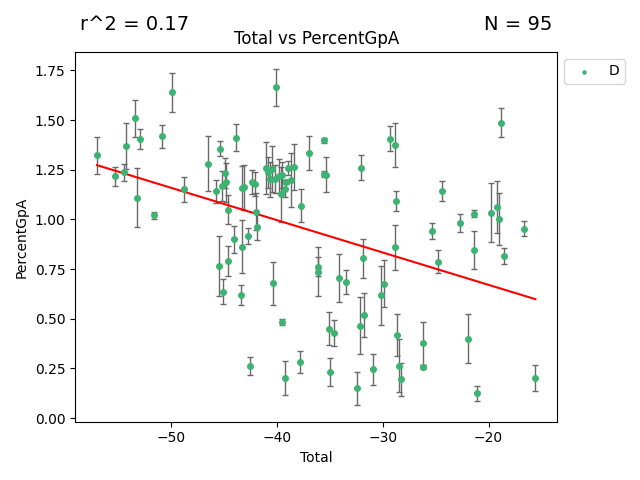 r^2 = 0.17
N = 95
Total vs PercentGpA
D
PercentGpA
1.75
1.50
1.25
1.00
0.75
0.50
0.25
0.00
−50
−40
−30
−20
Total